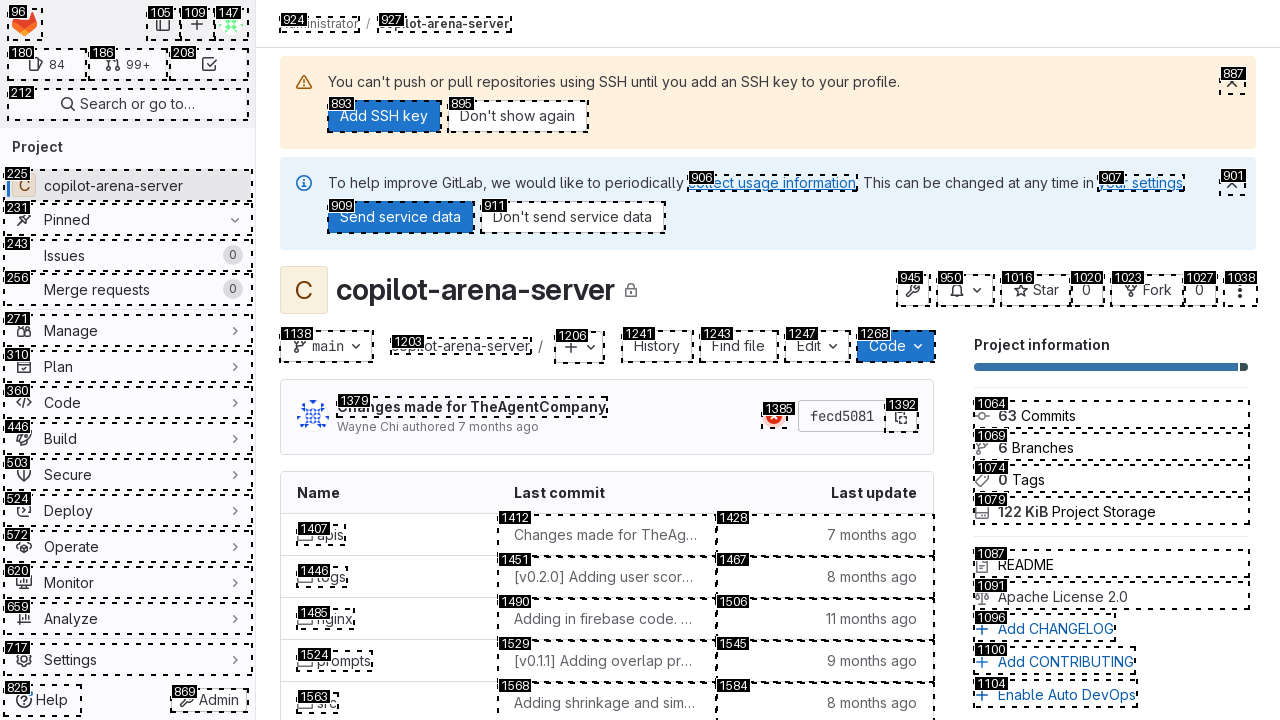 96
105
109
147
180
84
186
99+
208
212
Search or go to…
Project
225
C
copilot-arena-server
231
Pinned
243
Issues
0
256
Merge requests
0
271
Manage
310
Plan
360
Code
446
Build
503
Secure
524
Deploy
572
Operate
620
Monitor
659
Analyze
717
Settings
825
Help
869
Admin
924
Administrator
/
927
copilot-arena-server
You can't push or pull repositories using SSH until you add an SSH key to your profile.
887
893
Add SSH key
895
Don't show again
To help improve GitLab, we would like to periodically collect usage information. This can be changed at any time in your settings.
906
907
901
909
Send service data
911
Don't send service data
C
copilot-arena-server
945
950
1016
Star
1020
0
1023
Fork
1027
0
1038
1138
main
1203
copilot-arena-server /
1206
1241
History
1243
Find file
1247
Edit
1268
Code
1379
Changes made for TheAgentCompany
Wayne Chi authored 7 months ago
1385
fecd5081
1392
Name
Last commit
Last update
1407
apis
1412
Changes made for TheAg…
1428
7 months ago
1446
logs
1451
[v0.2.0] Adding user scor…
1467
8 months ago
1485
nginx
1490
Adding in firebase code. …
1506
11 months ago
1524
prompts
1529
[v0.1.1] Adding overlap pr…
1545
9 months ago
1563
src
1568
Adding shrinkage and sim…
1584
8 months ago
Project information
1064
63 Commits
1069
6 Branches
1074
0 Tags
1079
122 KiB Project Storage
1087
README
1091
Apache License 2.0
1096
Add CHANGELOG
1100
Add CONTRIBUTING
1104
Enable Auto DevOps